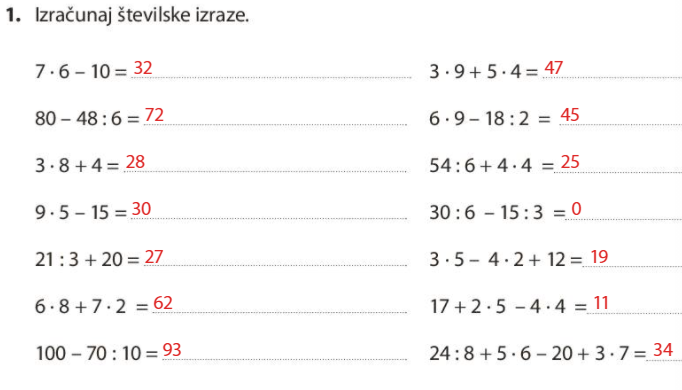 1. Izračunaj številske izraze.
7 · 6 – 10 = 32
3 · 9 + 5 · 4 = 47
80 – 48 : 6 = 72
6 · 9 – 18 : 2 = 45
3 · 8 + 4 = 28
54 : 6 + 4 · 4 = 25
9 · 5 – 15 = 30
30 : 6 – 15 : 3 = 0
21 : 3 + 20 = 27
3 · 5 – 4 · 2 + 12 = 19
6 · 8 + 7 · 2 = 62
17 + 2 · 5 – 4 · 4 = 11
100 – 70 : 10 = 93
24 : 8 + 5 · 6 – 20 + 3 · 7 = 34